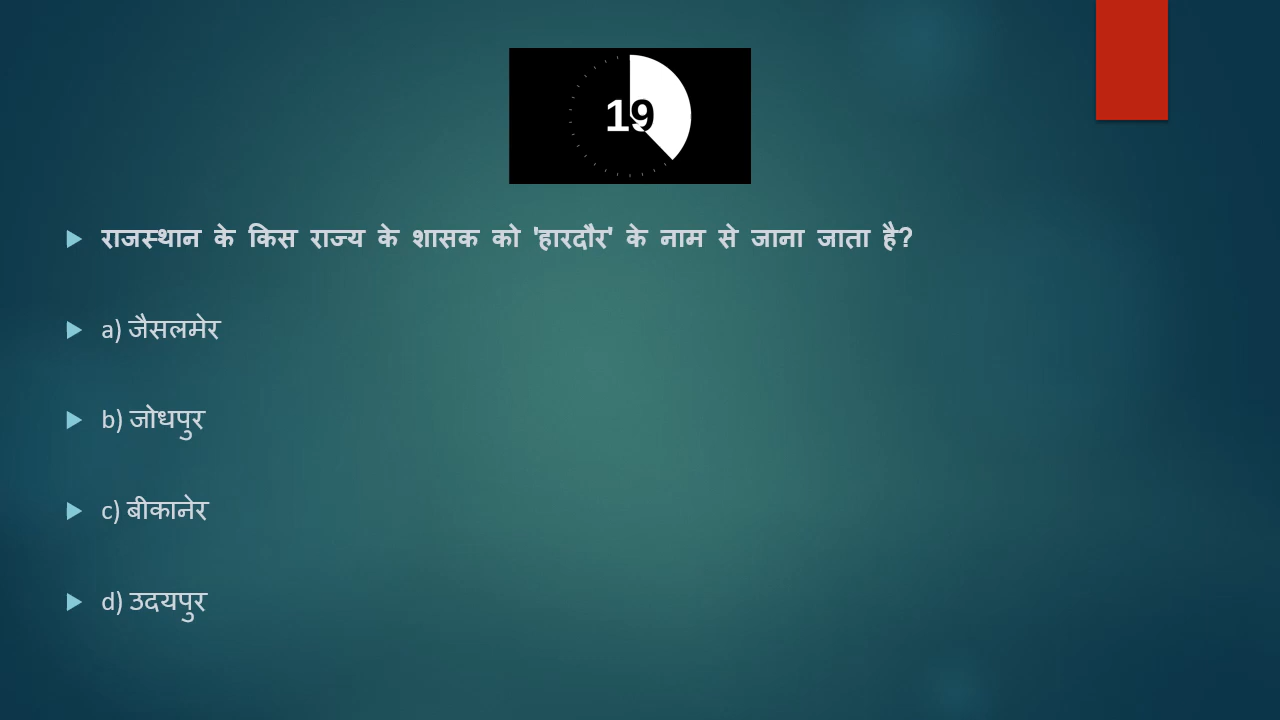 19
राजस्थान के किस राज्य के शासक को 'हारदौर' के नाम से जाना जाता है?
a) जैसलमेर
b) जोधपुर
c) बीकानेर
d) उदयपुर